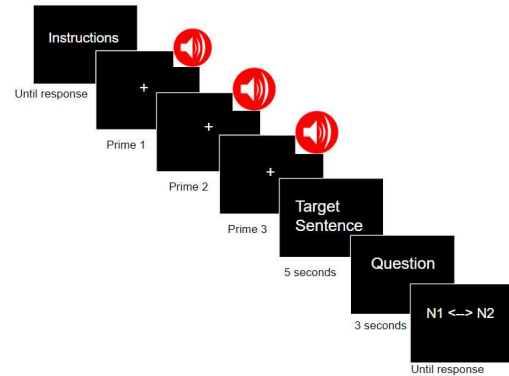 Instructions
Until response
+
Prime 1
+
Prime 2
+
Prime 3
Target
Sentence
5 seconds
Question
3 seconds
N1 <--> N2
Until response